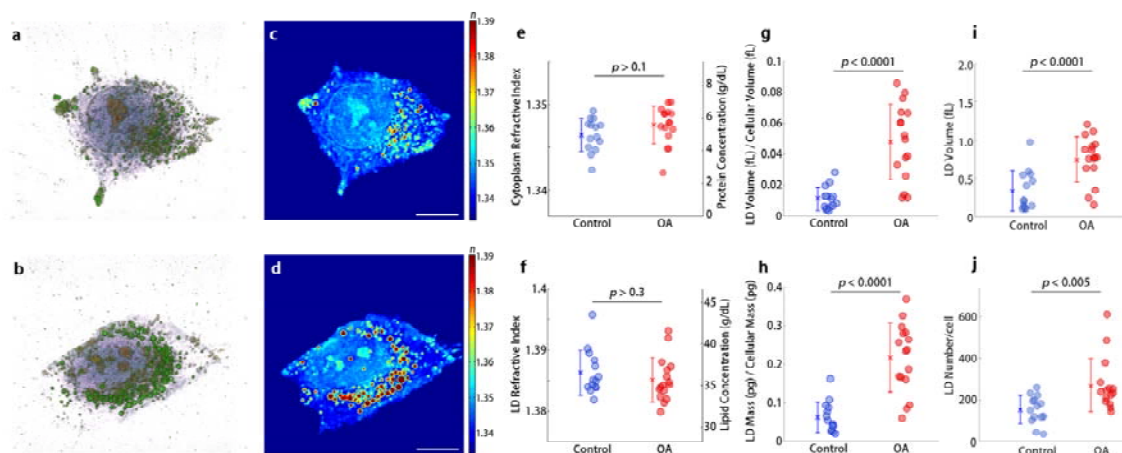 a
c
n
1.39
1.38
1.37
1.36
1.35
1.34
e
Cytoplasm Refractive Index
1.35
1.34
p > 0.1
Protein Concentration (g/dL)
8
6
4
2
0
Control
OA
g
LD Volume (fL) / Cellular Volume (fL)
0.1
0.08
0.06
0.04
0.02
0
p < 0.0001
Control
OA
i
LD Volume (fL)
2.0
1.5
1.0
0.5
0
p < 0.0001
Control
OA
b
d
n
1.39
1.38
1.37
1.36
1.35
1.34
f
LD Refractive Index
1.4
1.39
1.38
p > 0.3
Lipid Concentration (g/dL)
45
40
35
30
Control
OA
h
LD Mass (pg) / Cellular Mass (pg)
0.4
0.3
0.2
0.1
0
p < 0.0001
Control
OA
j
LD Number/cell
600
400
200
0
p < 0.005
Control
OA